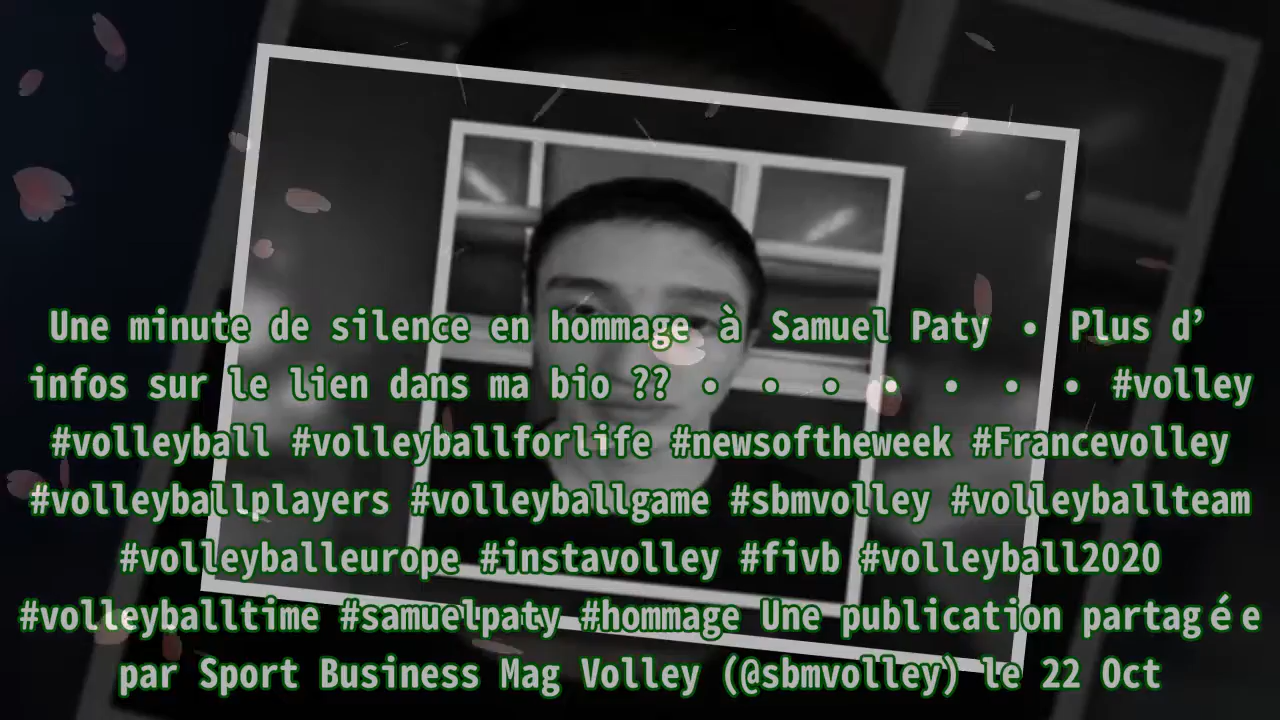 Une minute de silence en hommage à Samuel Paty • Plus d’
infos sur le lien dans ma bio ?? • • • • • • • #volley
#volleyball #volleyballforlife #newsoftheweek #Francevolley
#volleyballplayers #volleyballgame #sbmvolley #volleyballteam
#volleyballeurope #instavolley #fivb #volleyball2020
#volleyballtime #samuelpaty #hommage Une publication partagée
par Sport Business Mag Volley (@sbmvolley) le 22 Oct